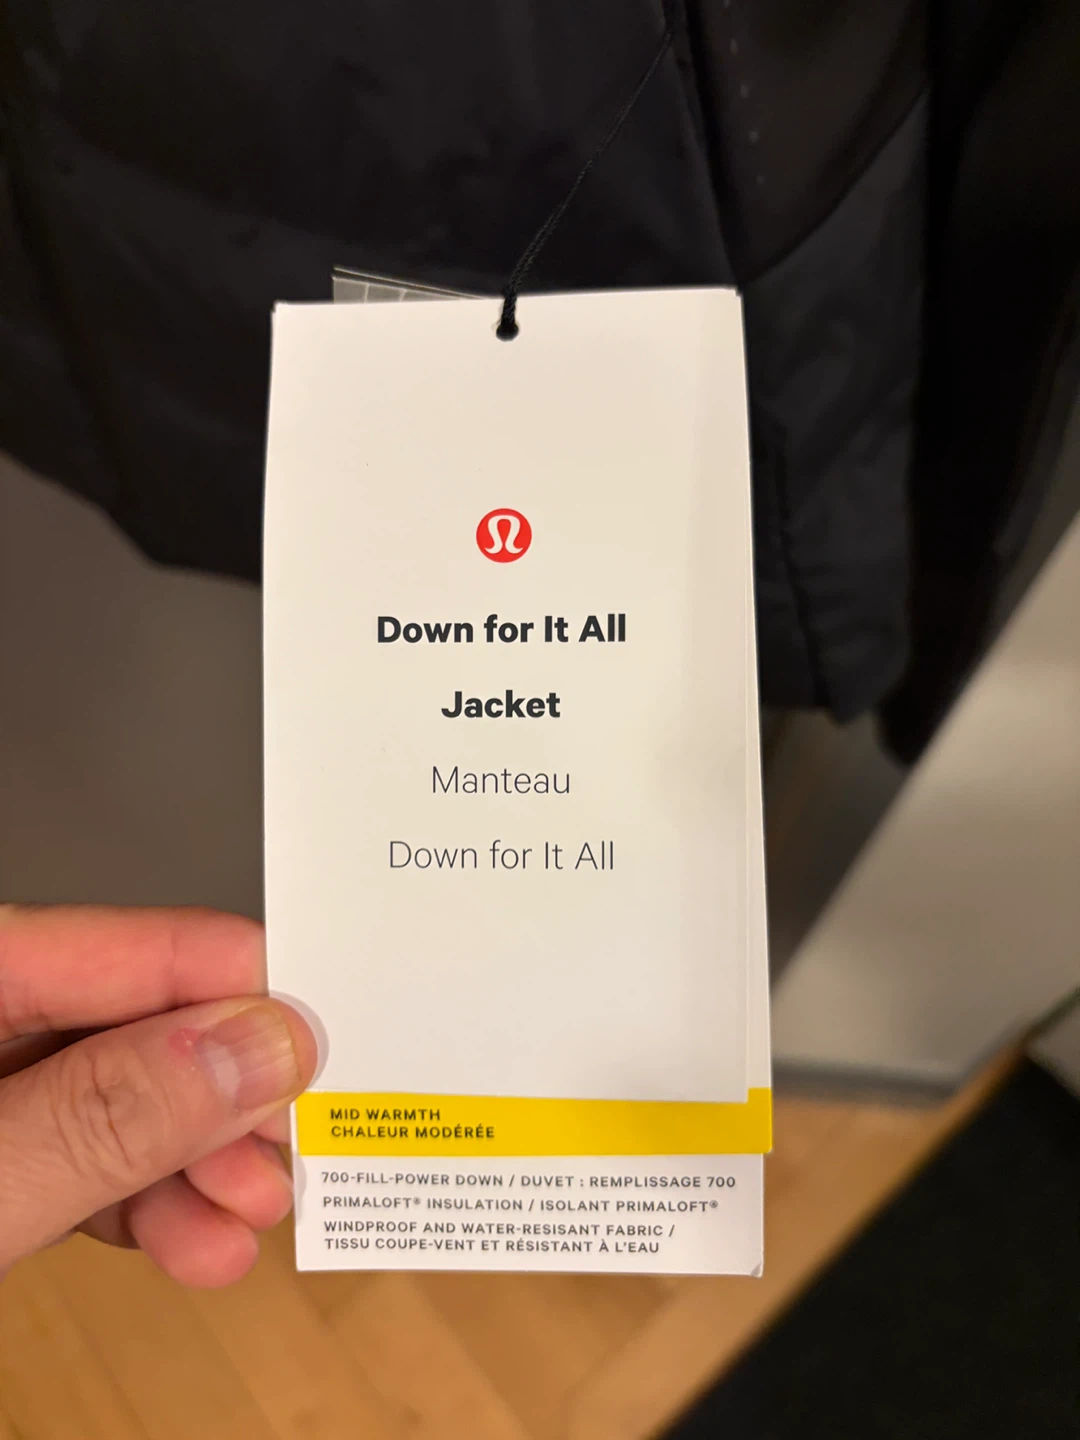 Down for It All
Jacket
Manteau
Down for It All
MID WARMTH
CHALEUR MODÉRÉE
700-FILL-POWER DOWN / DUVET : REMPLISSAGE 700
PRIMALOFT® INSULATION / ISOLANT PRIMALOFT®
WINDPROOF AND WATER-RESISANT FABRIC /
TISSU COUPE-VENT ET RÉSISTANT À L'EAU